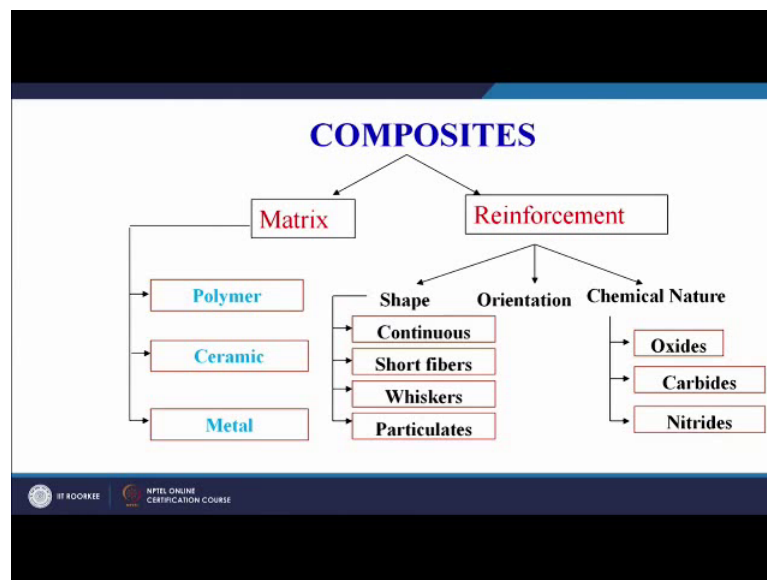 COMPOSITES
Matrix
Reinforcement
Polymer
Ceramic
Metal
Shape
Orientation
Chemical Nature
Continuous
Short fibers
Whiskers
Particulates
Oxides
Carbides
Nitrides
IIT ROORKEE
NPTEL ONLINE
CERTIFICATION COURSE